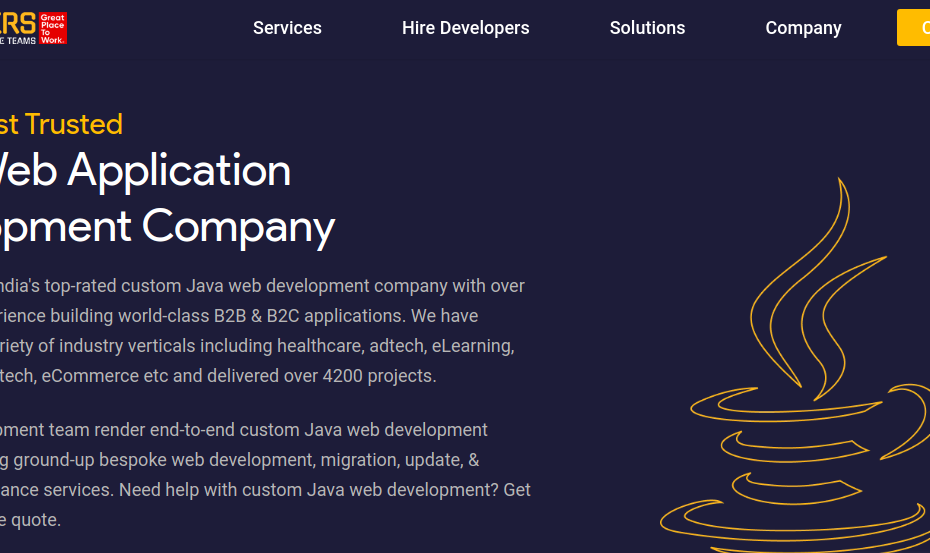 ERS
Great
Place
To
Work.
E TEAMS
Services
Hire Developers
Solutions
Company
st Trusted
Web Application
opment Company
ndia's top-rated custom Java web development company with over
rience building world-class B2B & B2C applications. We have
riety of industry verticals including healthcare, adtech, eLearning,
tech, eCommerce etc and delivered over 4200 projects.
pment team render end-to-end custom Java web development
g ground-up bespoke web development, migration, update, &
ance services. Need help with custom Java web development? Get
e quote.